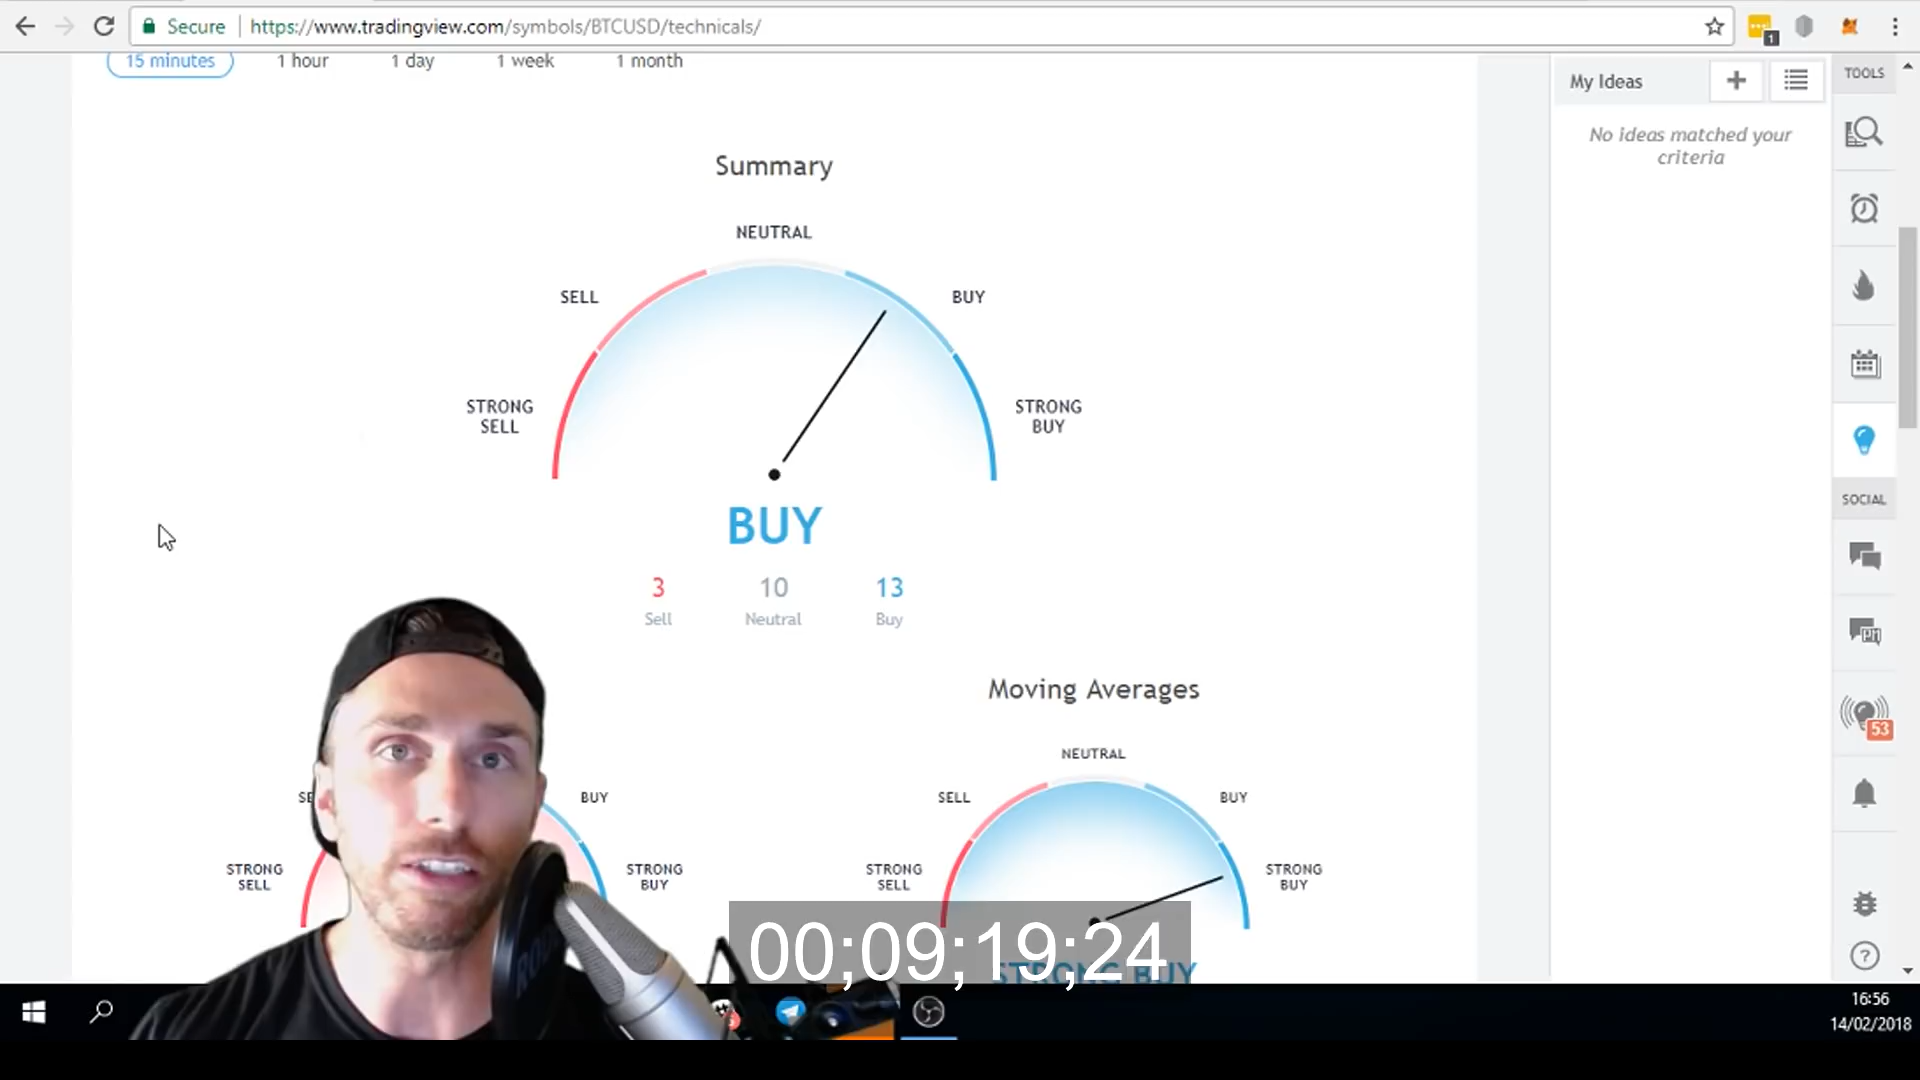 Secure https://www.tradingview.com/symbols/BTCUSD/technicals/
1
15 minutes 1 hour 1 day 1 week 1 month
My Ideas
TOOLS
No ideas matched your
criteria
Summary
NEUTRAL
SELL
BUY
STRONG
SELL
STRONG
BUY
BUY
3 10 13
Sell Neutral Buy
SOCIAL
53
Moving Averages
SE
BUY
STRONG
SELL
STRONG
BUY
NEUTRAL
SELL
BUY
STRONG
SELL
STRONG
BUY
STRONG BUY
00;09;19;24
16:56
14/02/2018